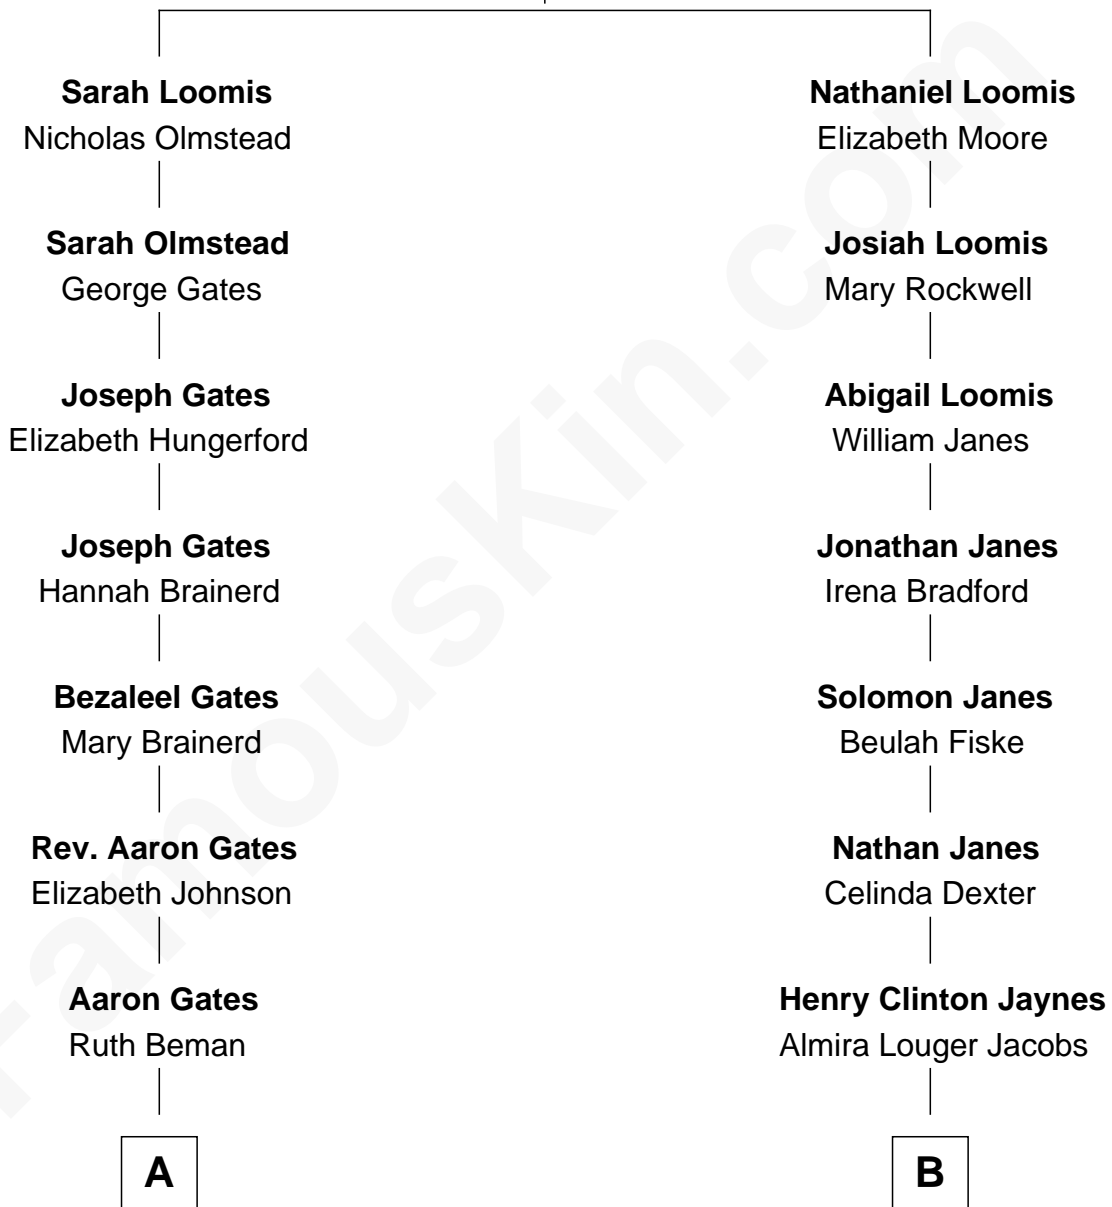 Sarah Loomis
Nicholas Olmstead
Sarah Olmstead
George Gates
Joseph Gates
Elizabeth Hungerford
Joseph Gates
Hannah Brainerd
Bezaleel Gates
Mary Brainerd
Rev. Aaron Gates
Elizabeth Johnson
Aaron Gates
Ruth Beman
A
Nathaniel Loomis
Elizabeth Moore
Josiah Loomis
Mary Rockwell
Abigail Loomis
William Janes
Jonathan Janes
Irena Bradford
Solomon Janes
Beulah Fiske
Nathan Janes
Celinda Dexter
Henry Clinton Jaynes
Almira Louger Jacobs
B
FamousKin.com